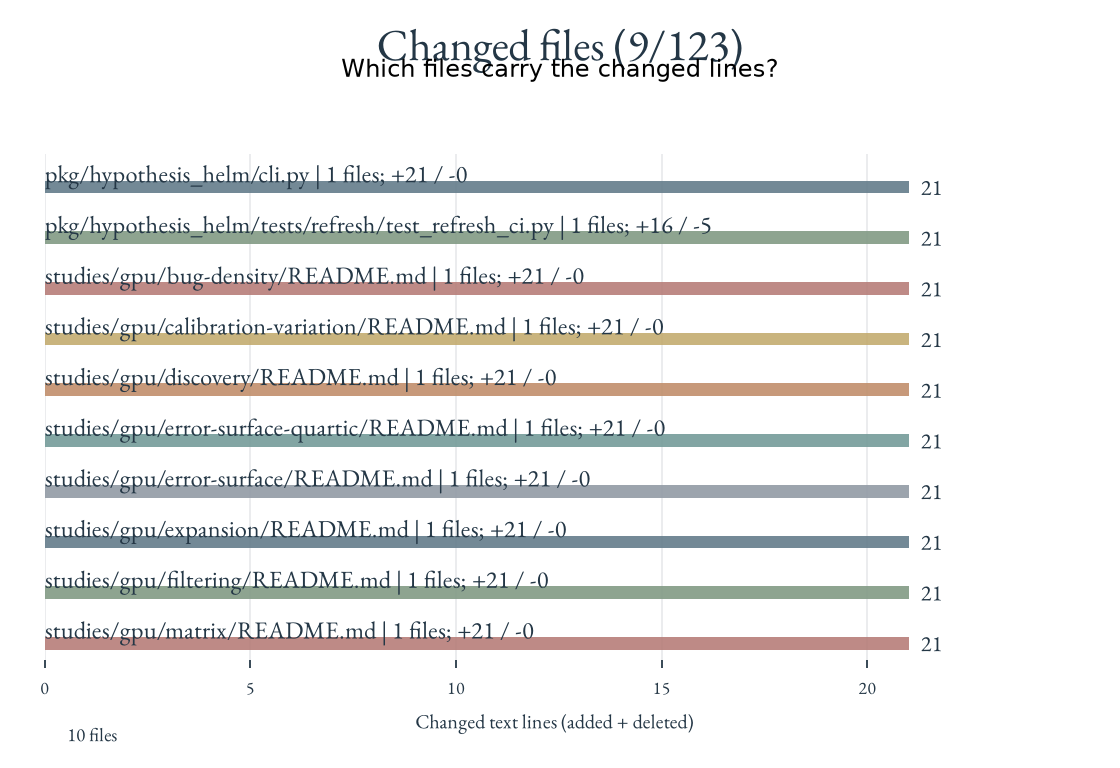 Changed files (9/123)
Which files carry the changed lines?
pkg/hypothesis_helm/cli.py | 1 files; +21 / -0
21
pkg/hypothesis_helm/tests/refresh/test_refresh_ci.py | 1 files; +16 / -5
21
studies/gpu/bug-density/README.md | 1 files; +21 / -0
21
studies/gpu/calibration-variation/README.md | 1 files; +21 / -0
21
studies/gpu/discovery/README.md | 1 files; +21 / -0
21
studies/gpu/error-surface-quartic/README.md | 1 files; +21 / -0
21
studies/gpu/error-surface/README.md | 1 files; +21 / -0
21
studies/gpu/expansion/README.md | 1 files; +21 / -0
21
studies/gpu/filtering/README.md | 1 files; +21 / -0
21
studies/gpu/matrix/README.md | 1 files; +21 / -0
21
0 5 10 15 20
Changed text lines (added + deleted)
10 files